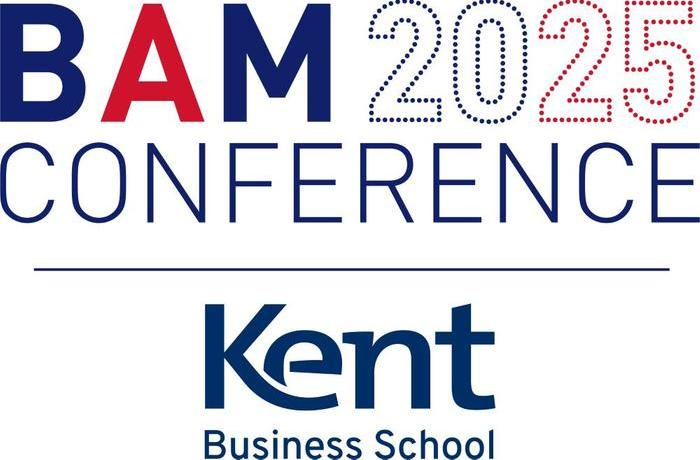 BAM 2025
CONFERENCE
Kent
Business School